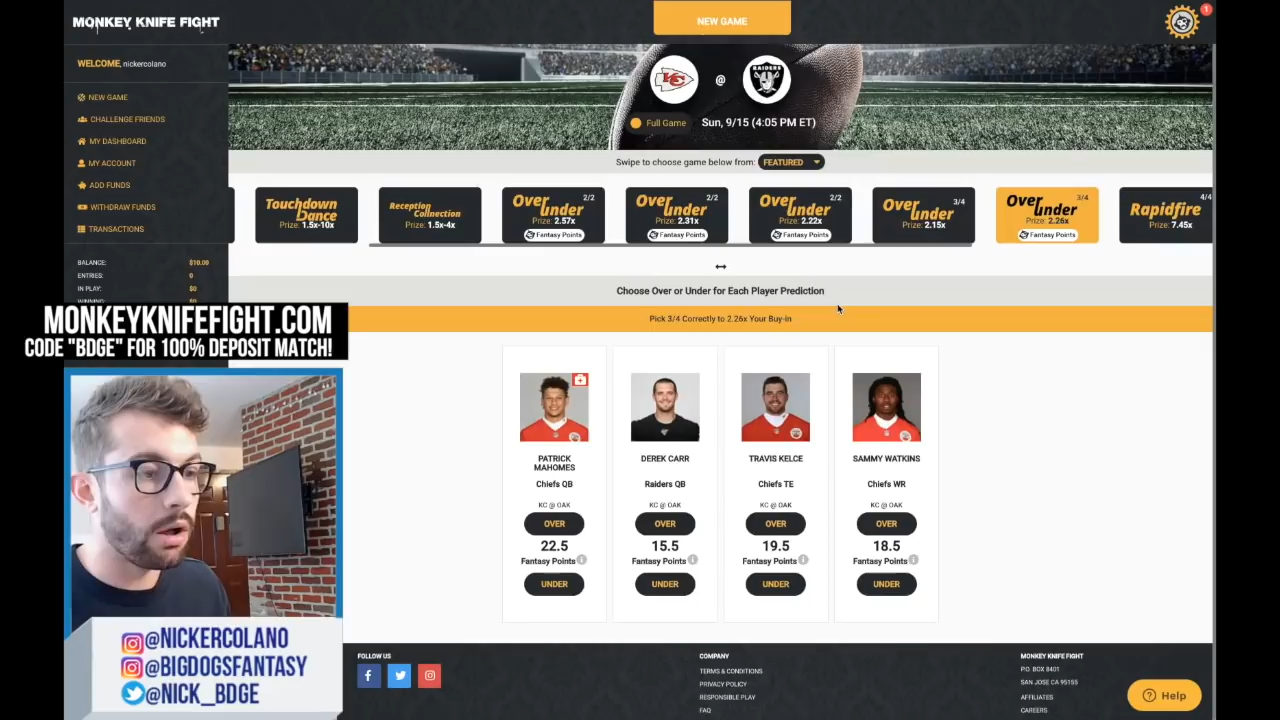 MONKEY KNIFE FIGHT
NEW GAME
1
WELCOME, nickercolano
NEW GAME
CHALLENGE FRIENDS
MY DASHBOARD
MY ACCOUNT
ADD FUNDS
WITHDRAW FUNDS
TRANSACTIONS
BALANCE: $10.00
ENTRIES: 0
IN PLAY: $0
WINNING: $0
KC
@
RAIDERS
Full Game
Sun, 9/15 (4:05 PM ET)
Swipe to choose game below from: FEATURED
Touchdown Dance
Prize: 1.5x-10x
Reception Connection
Prize: 1.5x-4x
Over under 2/2
Prize: 2.57x
Fantasy Points
Over under 2/2
Prize: 2.31x
Fantasy Points
Over under 2/2
Prize: 2.22x
Fantasy Points
Over under 3/4
Prize: 2.15x
Over under 3/4
Prize: 2.26x
Fantasy Points
Rapidfire 4/4
Prize: 7.45x
Choose Over or Under for Each Player Prediction
Pick 3/4 Correctly to 2.26x Your Buy-in
MONKEYKNIFEFIGHT.COM
CODE "BDGE" FOR 100% DEPOSIT MATCH!
PATRICK
MAHOMES
Chiefs QB
KC @ OAK
OVER
22.5
Fantasy Points
UNDER
DEREK CARR
Raiders QB
KC @ OAK
OVER
15.5
Fantasy Points
UNDER
TRAVIS KELCE
Chiefs TE
KC @ OAK
OVER
19.5
Fantasy Points
UNDER
SAMMY WATKINS
Chiefs WR
KC @ OAK
OVER
18.5
Fantasy Points
UNDER
@NICKERCOLANO
@BIGDOGSFANTASY
@NICK_BDGE
FOLLOW US
COMPANY
TERMS & CONDITIONS
PRIVACY POLICY
RESPONSIBLE PLAY
FAQ
MONKEY KNIFE FIGHT
P.O. BOX 8401
SAN JOSE CA 95155
AFFILIATES
CAREERS
Help